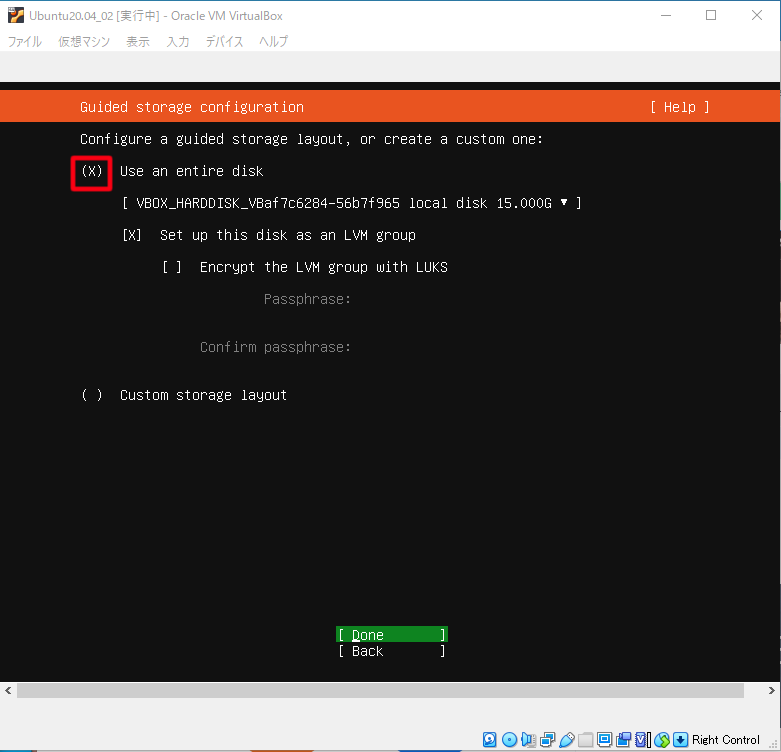 Ubuntu20.04_02 [実行中] - Oracle VM VirtualBox
ファイル 仮想マシン 表示 入力 デバイス ヘルプ
Guided storage configuration [ Help ]
Configure a guided storage layout, or create a custom one:
(X) Use an entire disk
[ VBOX_HARDDISK_VBaf7c6284-56b7f965 local disk 15.000G ▼ ]
[X] Set up this disk as an LVM group
[ ] Encrypt the LVM group with LUKS
Passphrase:
Confirm passphrase:
( ) Custom storage layout
[ Done ]
[ Back ]
Right Control